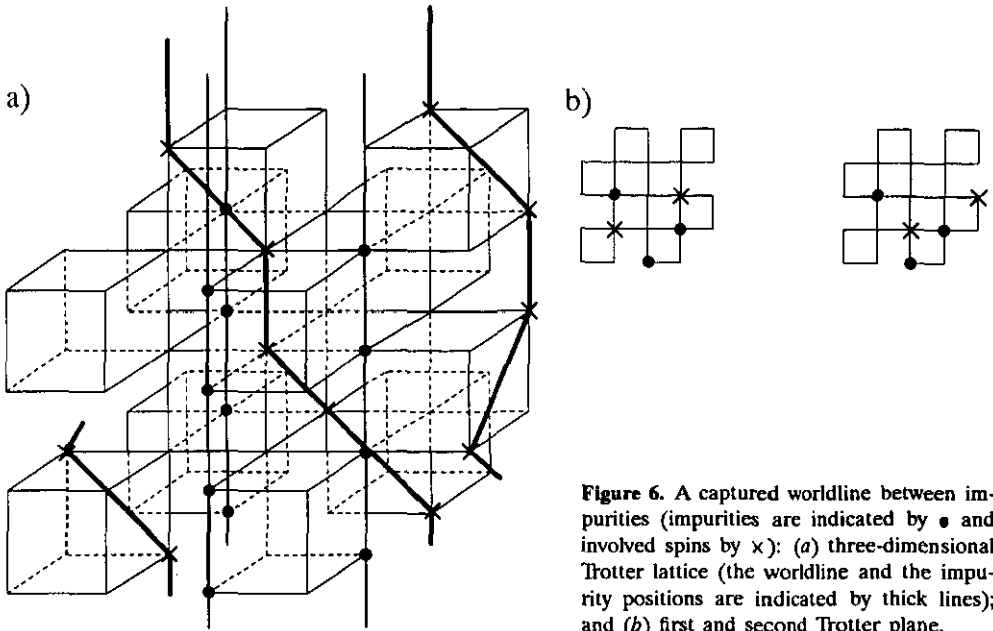 a)
b)
Figure 6. A captured worldline between im-
purities (impurities are indicated by ● and
involved spins by ×): (a) three-dimensional
Trotter lattice (the worldline and the impu-
rity positions are indicated by thick lines);
and (b) first and second Trotter plane.